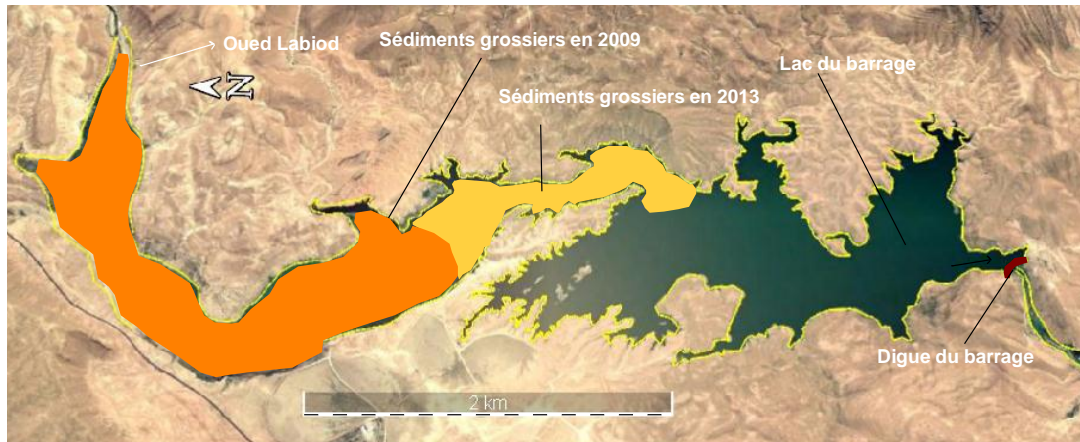 Oued Labiod
Sédiments grossiers en 2009
N
Lac du barrage
Sédiments grossiers en 2013
Digue du barrage
2 km